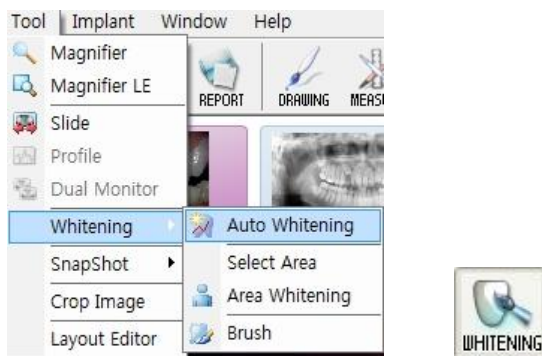 Tool Implant Window Help
Magnifier
Magnifier LE
REPORT DRAWING
Slide
Profile
Dual Monitor
Whitening
Auto Whitening
SnapShot
Select Area
Crop Image
Area Whitening
Layout Editor
Brush
WHITENING